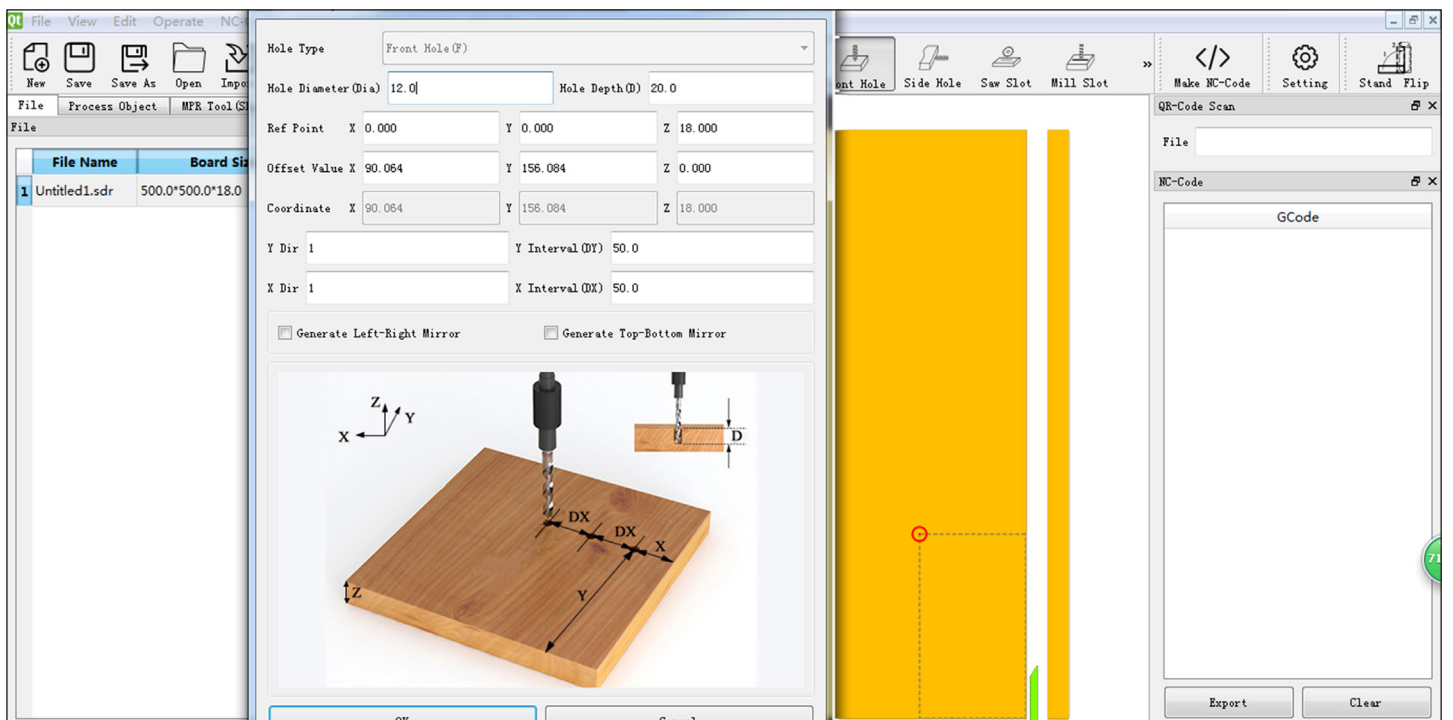 Qt File View Edit Operate
New Save Save As Open
Front Hole Side Hole Saw Slot Mill Slot » </> Make NC-Code Setting Stand Flip
File Process Object
File
File Name
1 Untitled1.sdr 500.0*500.0*18.0
Hole Type Front Hole(F)
Hole Diameter(Dia) 12.0 Hole Depth(D) 20.0
Ref Point X 0.000 Y 0.000 Z 18.000
Offset Value X 90.064 Y 156.084 Z 0.000
Coordinate X 90.064 Y 156.084 Z 18.000
Y Dir 1 Y Interval(DY) 50.0
X Dir 1 X Interval(DX) 50.0
Generate Left-Right Mirror Generate Top-Bottom Mirror
Z
Y
X
D
DX
DX
X
Z
Y
QR-Code Scan
File
NC-Code
GCode
71
Export Clear